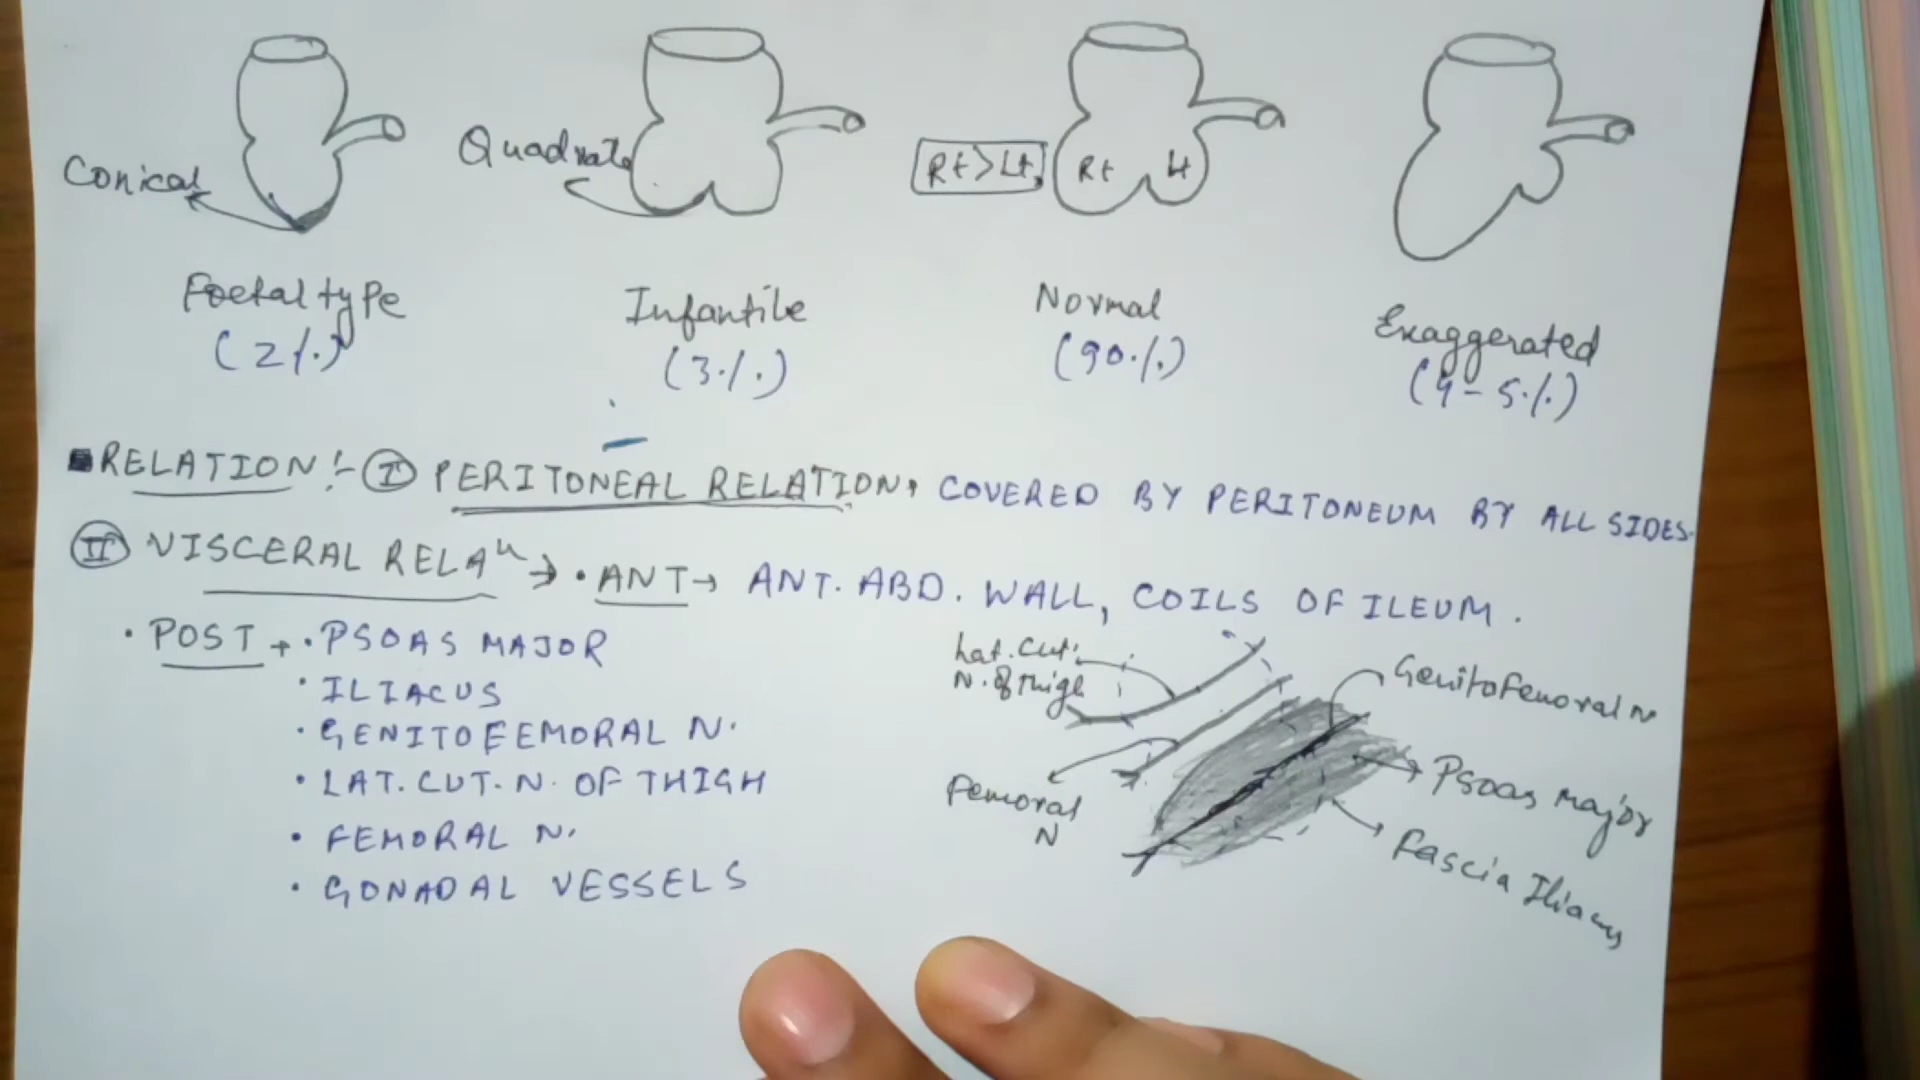 Conical
Quadrate
Rt > Lt.
Rt Lt
Foetal type
(2%)
Infantile
(3%)
Normal
(90%)
Exaggerated
(4-5%)
RELATION :- I PERITONEAL RELATION, COVERED BY PERITONEUM BY ALL SIDES.
II VISCERAL RELAⁿ → • ANT → ANT. ABD. WALL, COILS OF ILEUM.
• POST → • PSOAS MAJOR
• ILIACUS
• GENITOFEMORAL N.
• LAT. CUT. N. OF THIGH
• FEMORAL N.
• GONADAL VESSELS
Lat. Cut.
N. of Thigh
Femoral
N
Genitofemoral N
Psoas Major
Fascia Iliacus